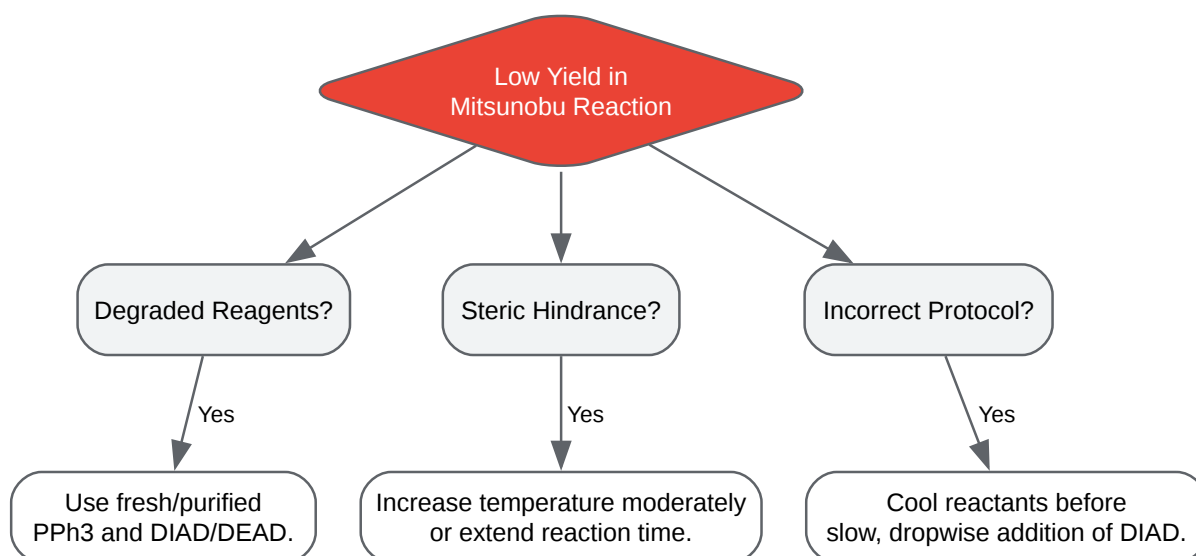 Low Yield in
Mitsunobu Reaction
Degraded Reagents?
Steric Hindrance?
Incorrect Protocol?
Yes
Yes
Yes
Use fresh/purified
PPh3 and DIAD/DEAD.
Increase temperature moderately
or extend reaction time.
Cool reactants before
slow, dropwise addition of DIAD.